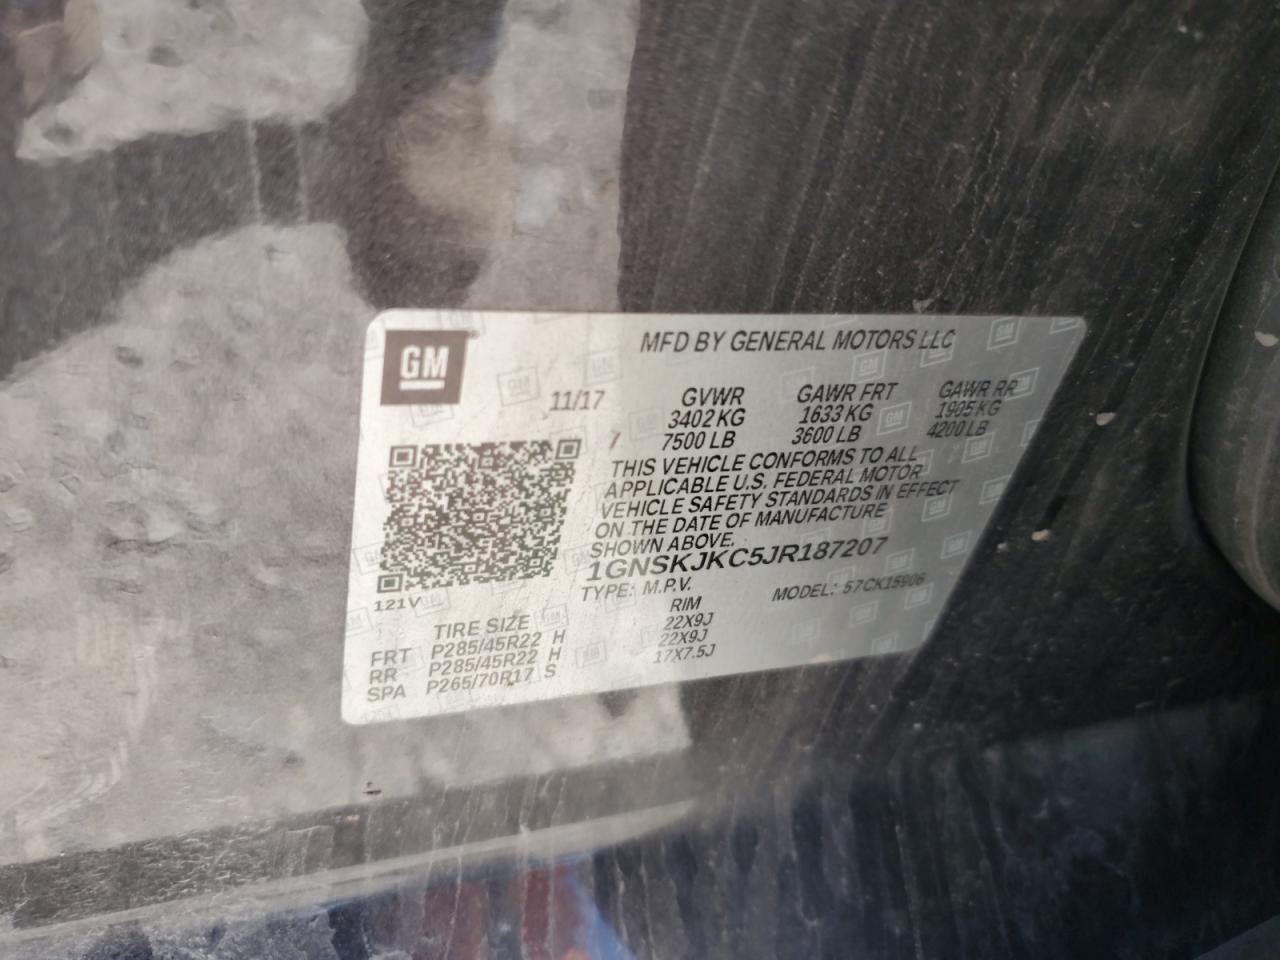 GM
MFD BY GENERAL MOTORS LLC
11/17 GVWR GAWR FRT GAWR RR
3402 KG 1633 KG 1905 KG
7 7500 LB 3600 LB 4200 LB
THIS VEHICLE CONFORMS TO ALL
APPLICABLE U.S. FEDERAL MOTOR
VEHICLE SAFETY STANDARDS IN EFFECT
ON THE DATE OF MANUFACTURE
SHOWN ABOVE.
1GNSKJKC5JR187207
TYPE: M.P.V. MODEL: 57CK15906
121V
TIRE SIZE RIM
FRT P285/45R22 H 22X9J
RR P285/45R22 H 22X9J
SPA P265/70R17 S 17X7.5J